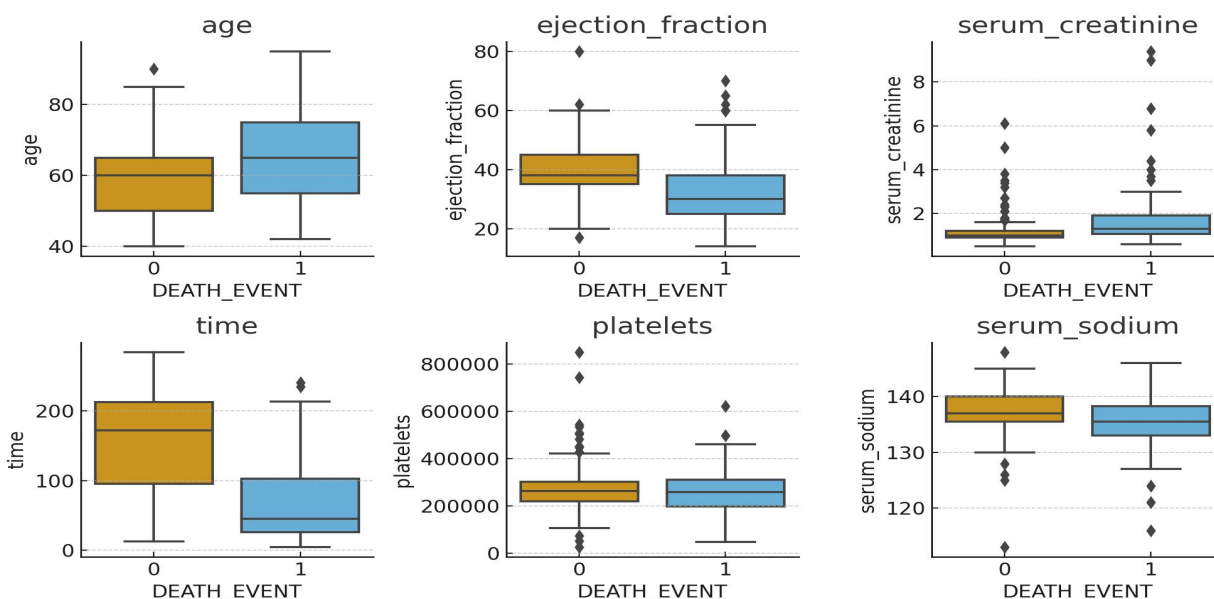 age
80
60
40
age
0 1
DEATH_EVENT
ejection_fraction
80
60
40
20
ejection_fraction
0 1
DEATH_EVENT
serum_creatinine
8
6
4
2
serum_creatinine
0 1
DEATH_EVENT
time
200
100
0
time
0 1
DEATH_EVENT
platelets
800000
600000
400000
200000
0
platelets
0 1
DEATH_EVENT
serum_sodium
140
130
120
serum_sodium
0 1
DEATH_EVENT